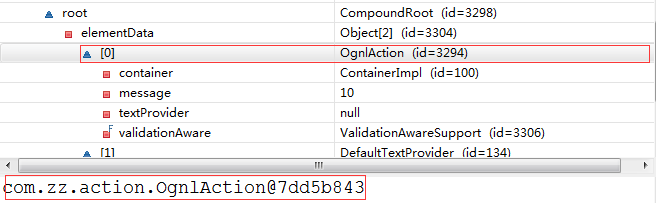 root CompoundRoot (id=3298)
elementData Object[2] (id=3304)
[0] OgnlAction (id=3294)
container ContainerImpl (id=100)
message 10
textProvider null
validationAware ValidationAwareSupport (id=3306)
[1] DefaultTextProvider (id=134)
com.zz.action.OgnlAction@7dd5b843